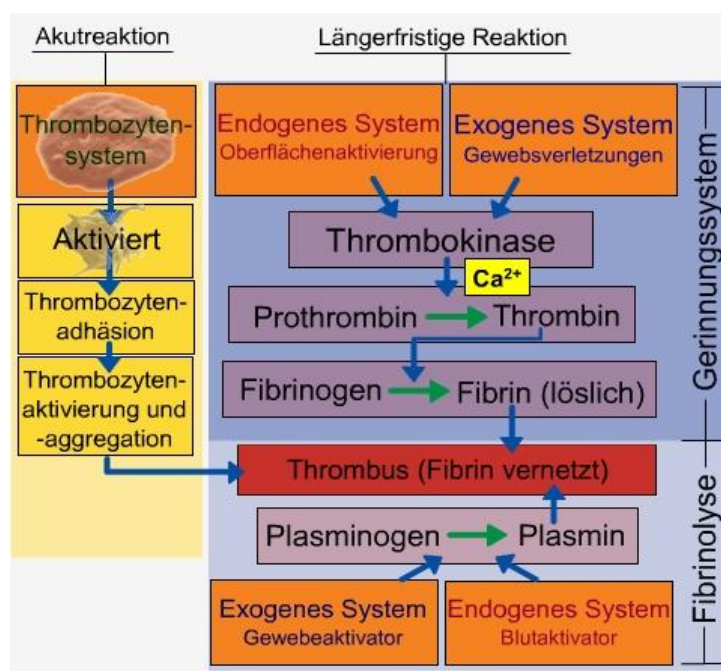 Akutreaktion
Längerfristige Reaktion
Thrombozyten-
system
Aktiviert
Thrombozyten-
adhäsion
Thrombozyten-
aktivierung und
-aggregation
Endogenes System
Oberflächenaktivierung
Exogenes System
Gewebsverletzungen
Thrombokinase
Ca²⁺
Prothrombin
Thrombin
Fibrinogen
Fibrin (löslich)
Thrombus (Fibrin vernetzt)
Plasminogen
Plasmin
Exogenes System
Gewebeaktivator
Endogenes System
Blutaktivator
Gerinnungssystem
Fibrinolyse